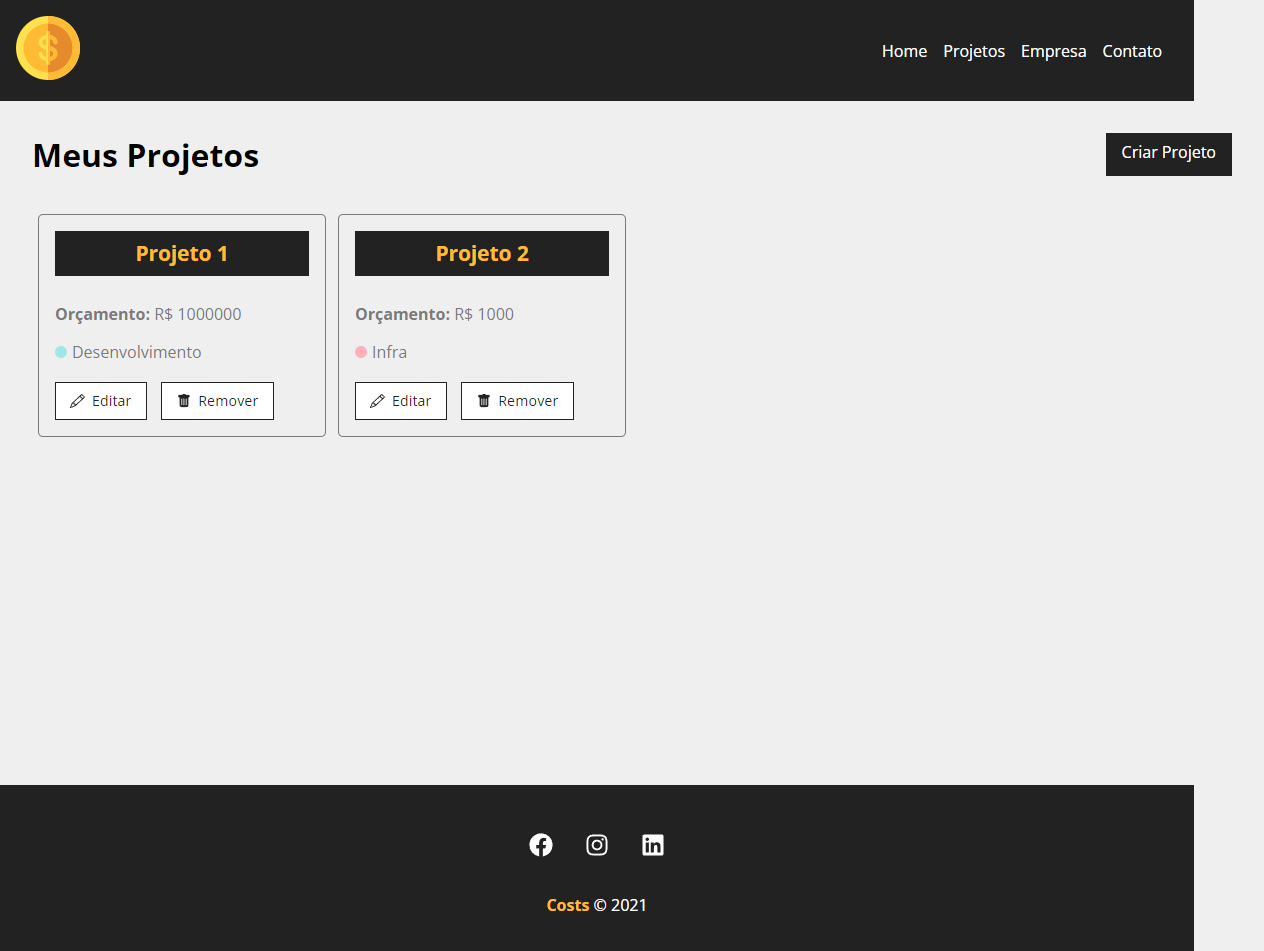 $
Home Projetos Empresa Contato
Meus Projetos
Criar Projeto
Projeto 1
Orçamento: R$ 1000000
Desenvolvimento
Editar Remover
Projeto 2
Orçamento: R$ 1000
Infra
Editar Remover
Costs © 2021